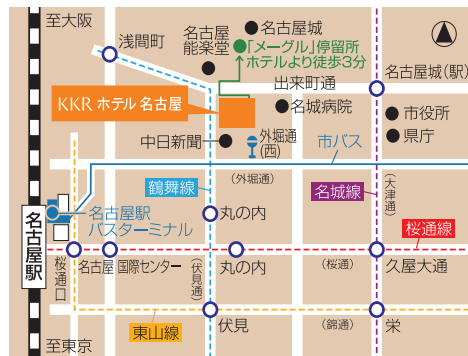 至大阪
浅間町
名古屋
能楽堂
名古屋城
「メーグル」停留所
ホテルより徒歩3分
出来町通
名古屋城(駅)
KKR ホテル 名古屋
名城病院
市役所
県庁
中日新聞
外堀通
(西)
市バス
鶴舞線
(外堀通)
名城線
(大津通)
名古屋駅
バスターミナル
丸の内
桜通線
名古屋駅
桜通口
名古屋
国際センター
(伏見通)
丸の内
(桜通)
久屋大通
東山線
伏見
(錦通)
栄
至東京